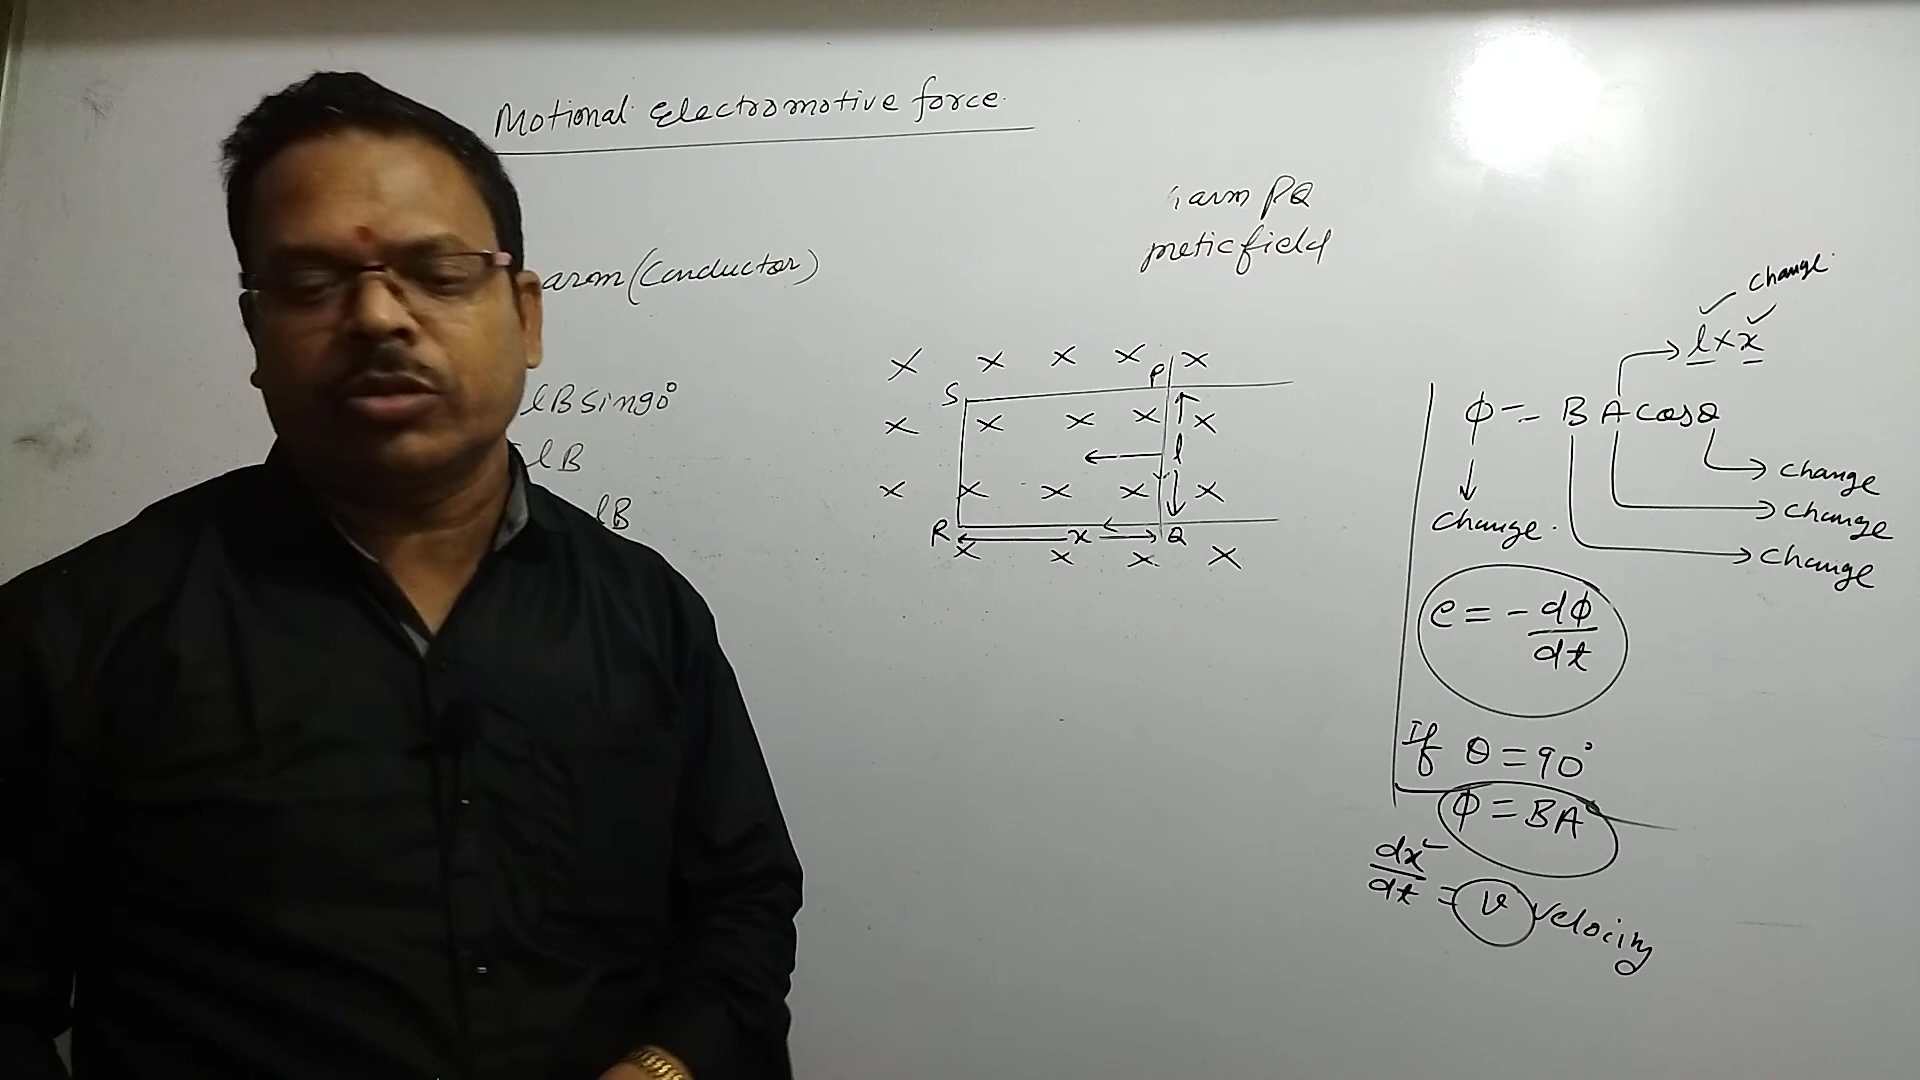 Motional Electromotive force.
arm PQ
arm (Conductor)
field
change
l × x
lB sin90°
lB
lB
× × × × ×
S P
× × × × ×
l
× × × × ×
R x Q
× × × ×
ϕ = BA cosθ
change
change.
change
change
e = -dϕ/dt
If θ = 90°
ϕ = BA
dx/dt = v velocity